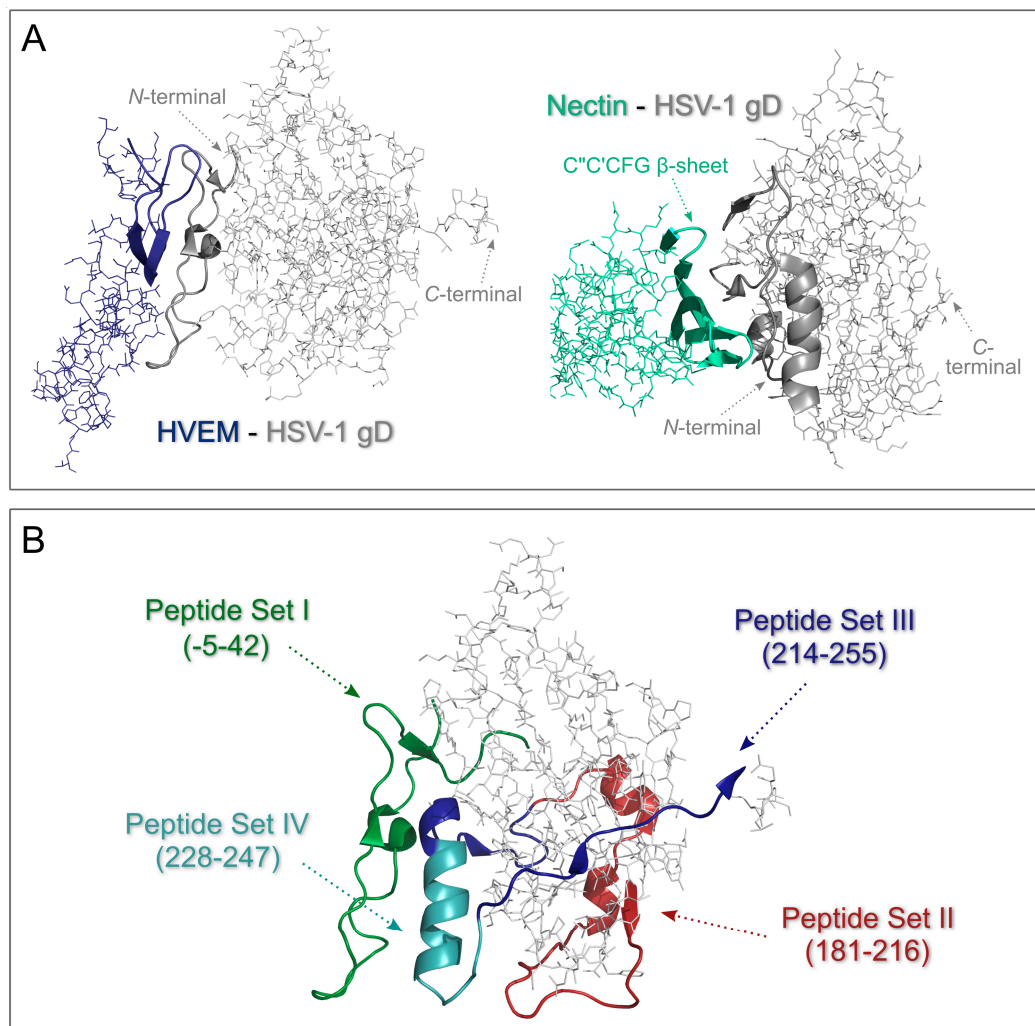 A
N-terminal
C-terminal
HVEM - HSV-1 gD
Nectin - HSV-1 gD
C"C'CFG β-sheet
N-terminal
C-
terminal
B
Peptide Set I
(-5-42)
Peptide Set III
(214-255)
Peptide Set IV
(228-247)
Peptide Set II
(181-216)